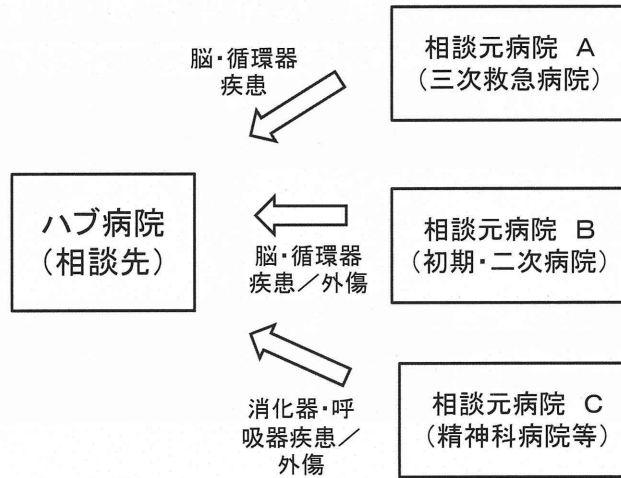 脳・循環器
疾患
相談元病院 A
(三次救急病院)
ハブ病院
(相談先)
脳・循環器
疾患/外傷
相談元病院 B
(初期・二次病院)
消化器・呼
吸器疾患/
外傷
相談元病院 C
(精神科病院等)